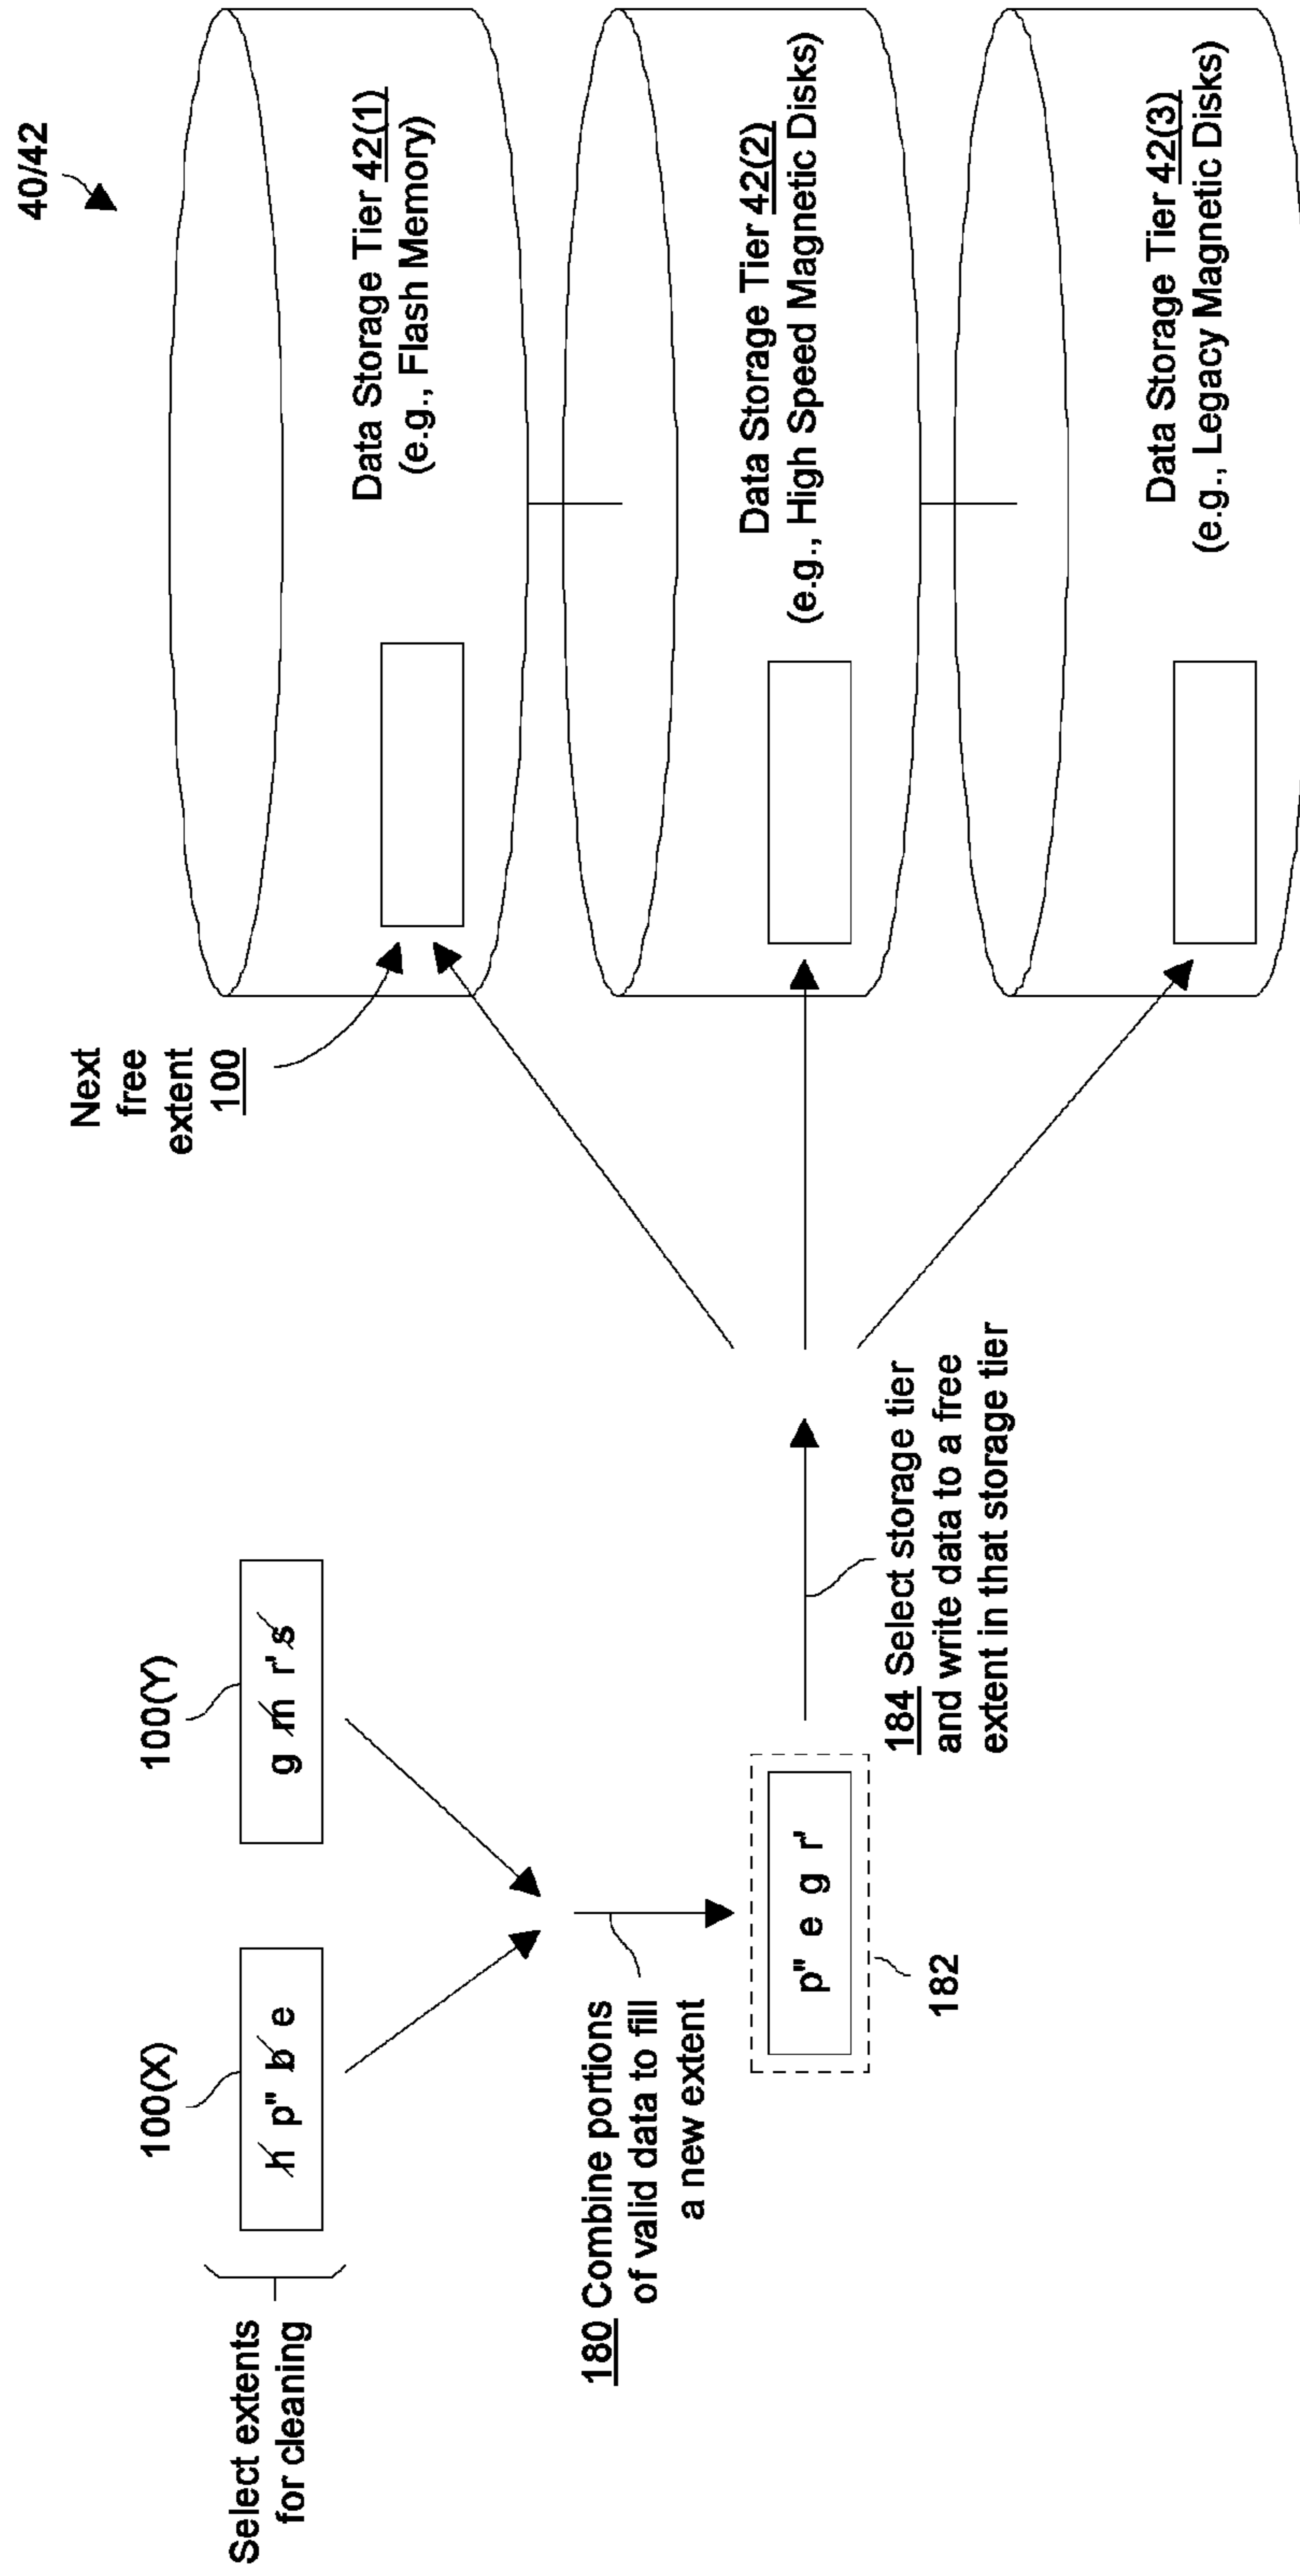 40/42
Next
free
extent
100
Data Storage Tier 42(1)
(e.g., Flash Memory)
Data Storage Tier 42(2)
(e.g., High Speed Magnetic Disks)
Data Storage Tier 42(3)
(e.g., Legacy Magnetic Disks)
Select extents
for cleaning
100(X)
h p" b e
100(Y)
g m r' s
180 Combine portions
of valid data to fill
a new extent
p" e g r'
182
184 Select storage tier
and write data to a free
extent in that storage tier